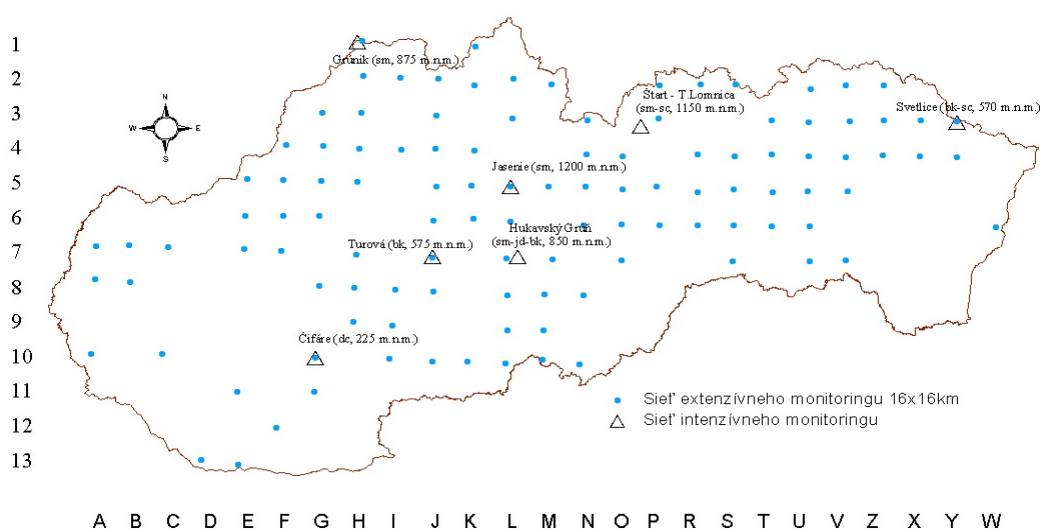 1
Grúnik (sm, 875 m.n.m.)
2
Štart - T.Lomnica
(sm-sc, 1150 m.n.m.)
Svetlice (bk-sc, 570 m.n.m.)
N
W E
S
3
4
Jasenie (sm, 1200 m.n.m.)
5
6
Hukavský Grúň
(sm-jd-bk, 850 m.n.m.)
Turová (bk, 575 m.n.m.)
7
8
9
Čifáre (dc, 225 m.n.m.)
10
11
Sieť extenzívneho monitoringu 16x16km
Sieť intenzívneho monitoringu
12
13
A B C D E F G H I J K L M N O P R S T U V Z X Y W